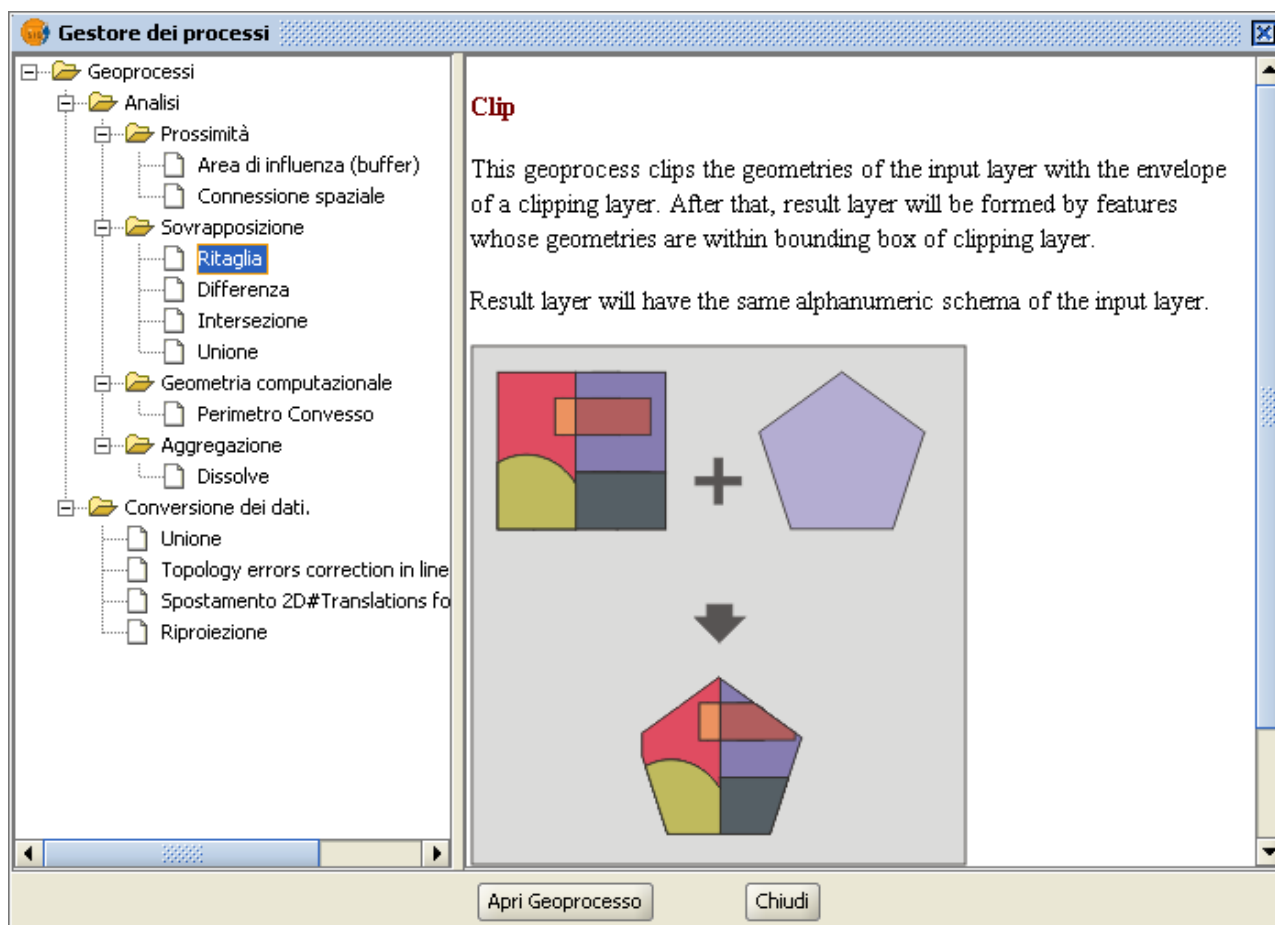 Gestore dei processi
Geoprocessi
Analisi
Prossimità
Area di influenza (buffer)
Connessione spaziale
Sovrapposizione
Ritaglia
Differenza
Intersezione
Unione
Geometria computazionale
Perimetro Convesso
Aggregazione
Dissolve
Conversione dei dati.
Unione
Topology errors correction in line
Spostamento 2D#Translations fo
Riproiezione
Clip
This geoprocess clips the geometries of the input layer with the envelope
of a clipping layer. After that, result layer will be formed by features
whose geometries are within bounding box of clipping layer.
Result layer will have the same alphanumeric schema of the input layer.
Apri Geoprocesso
Chiudi